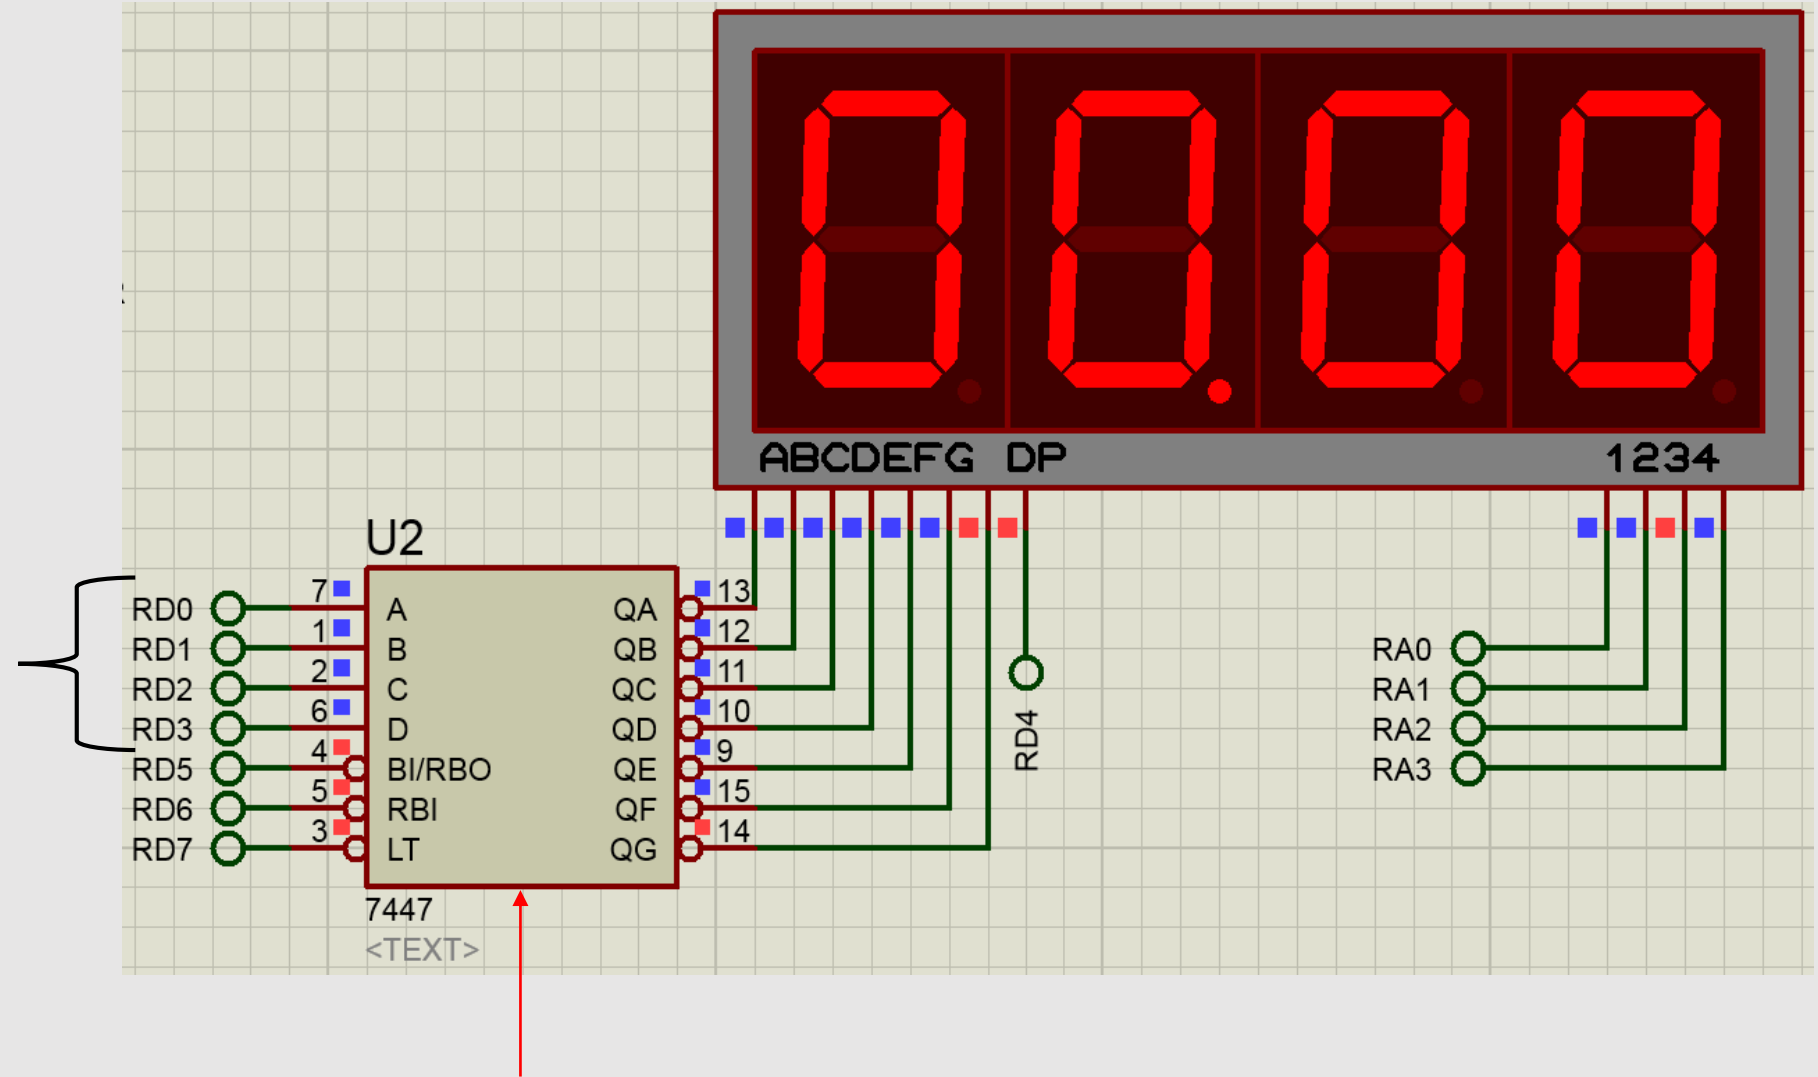 ABCDEFG DP
1234
U2
RD0
RD1
RD2
RD3
RD5
RD6
RD7
7
1
2
6
4
5
3
A
B
C
D
BI/RBO
RBI
LT
QA
QB
QC
QD
QE
QF
QG
13
12
11
10
9
15
14
7447
<TEXT>
RD4
RA0
RA1
RA2
RA3